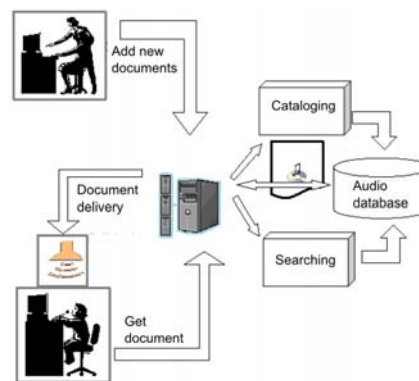 Add new
documents
Cataloging
Document
delivery
Audio
database
Searching
Get
document